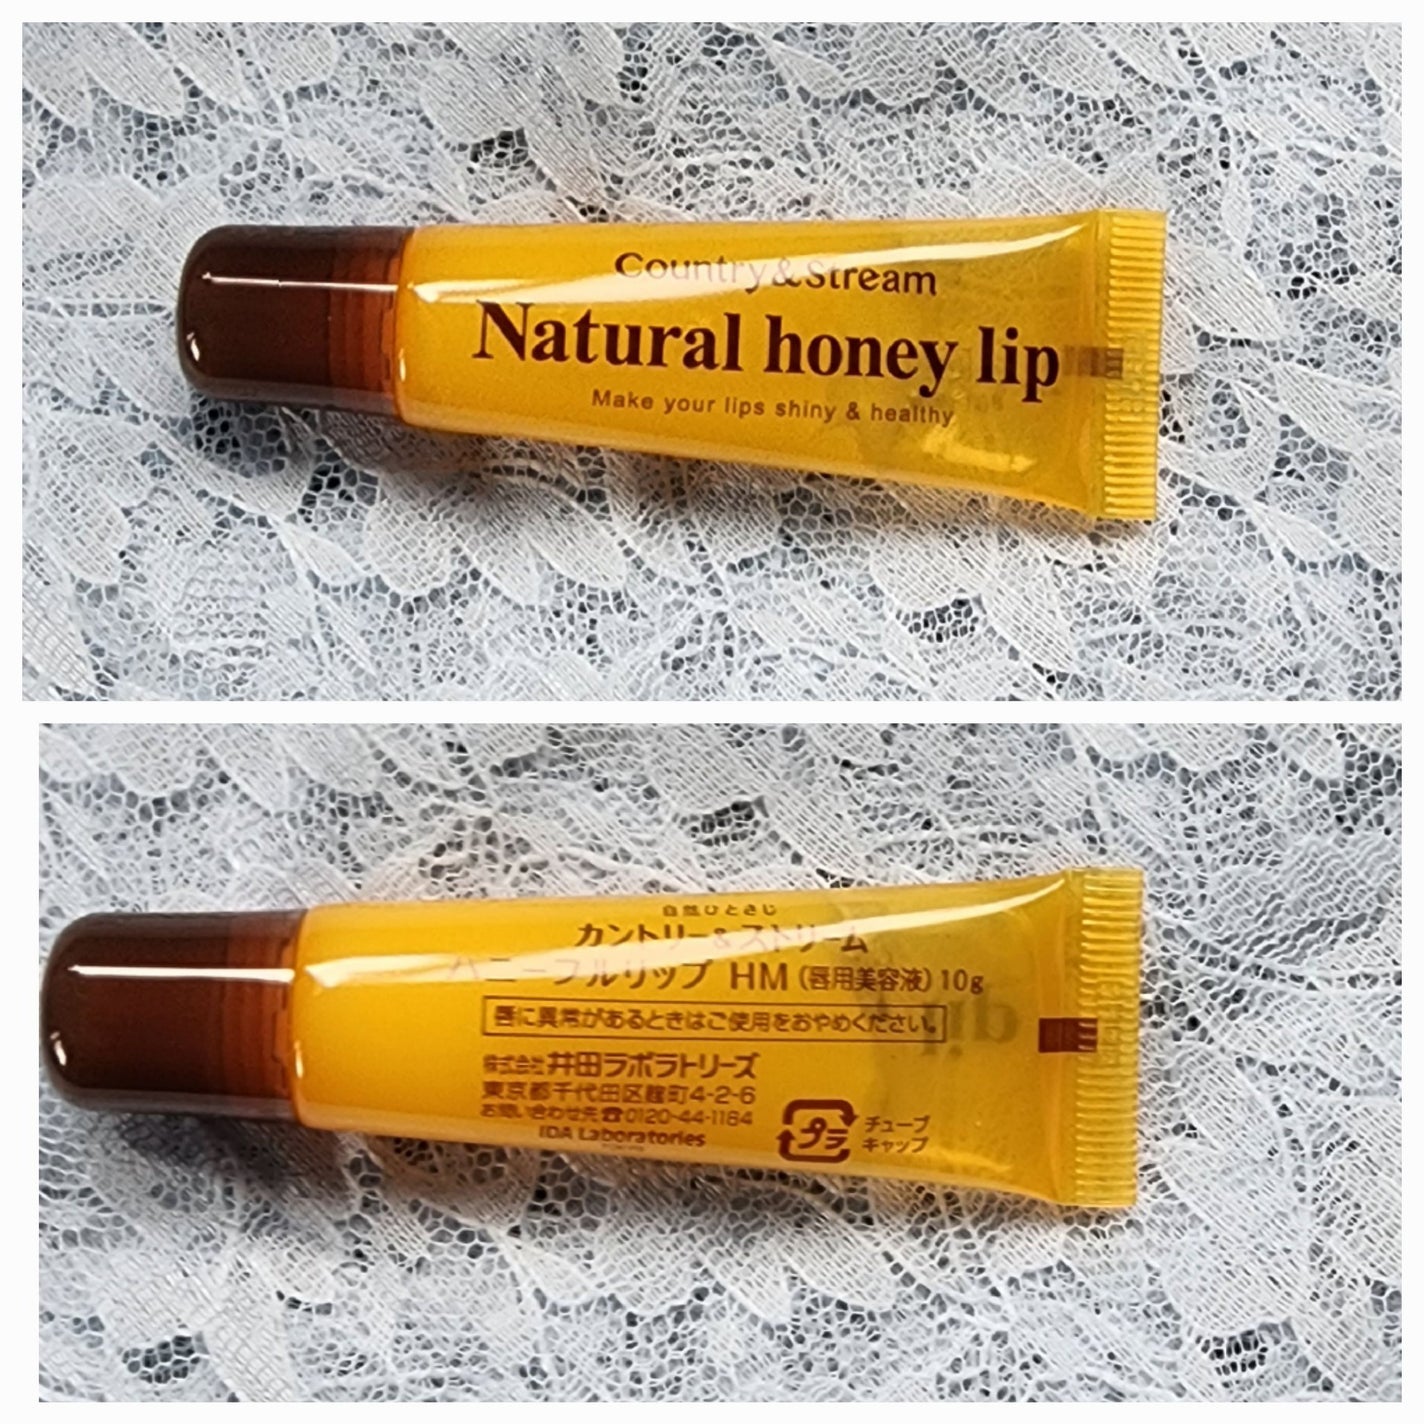 Country & Stream
Natural honey lip
Make your lips shiny & healthy
自然ひとさじ
カントリー&ストリーム
ハニーフルリップ HM (唇用美容液) 10g
唇に異常があるときはご使用をおやめください。
株式会社 井田ラボラトリーズ
東京都千代田区麹町4-2-6
お問い合わせ先☎0120-44-1184
IDA Laboratories
プラ
チューブ
キャップ